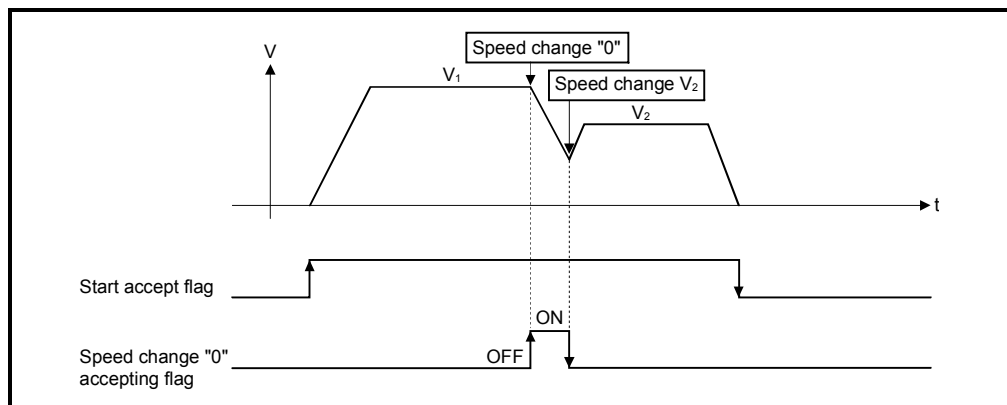 Speed change "0"
V
V1
Speed change V2
V2
t
Start accept flag
ON
OFF
Speed change "0"
accepting flag